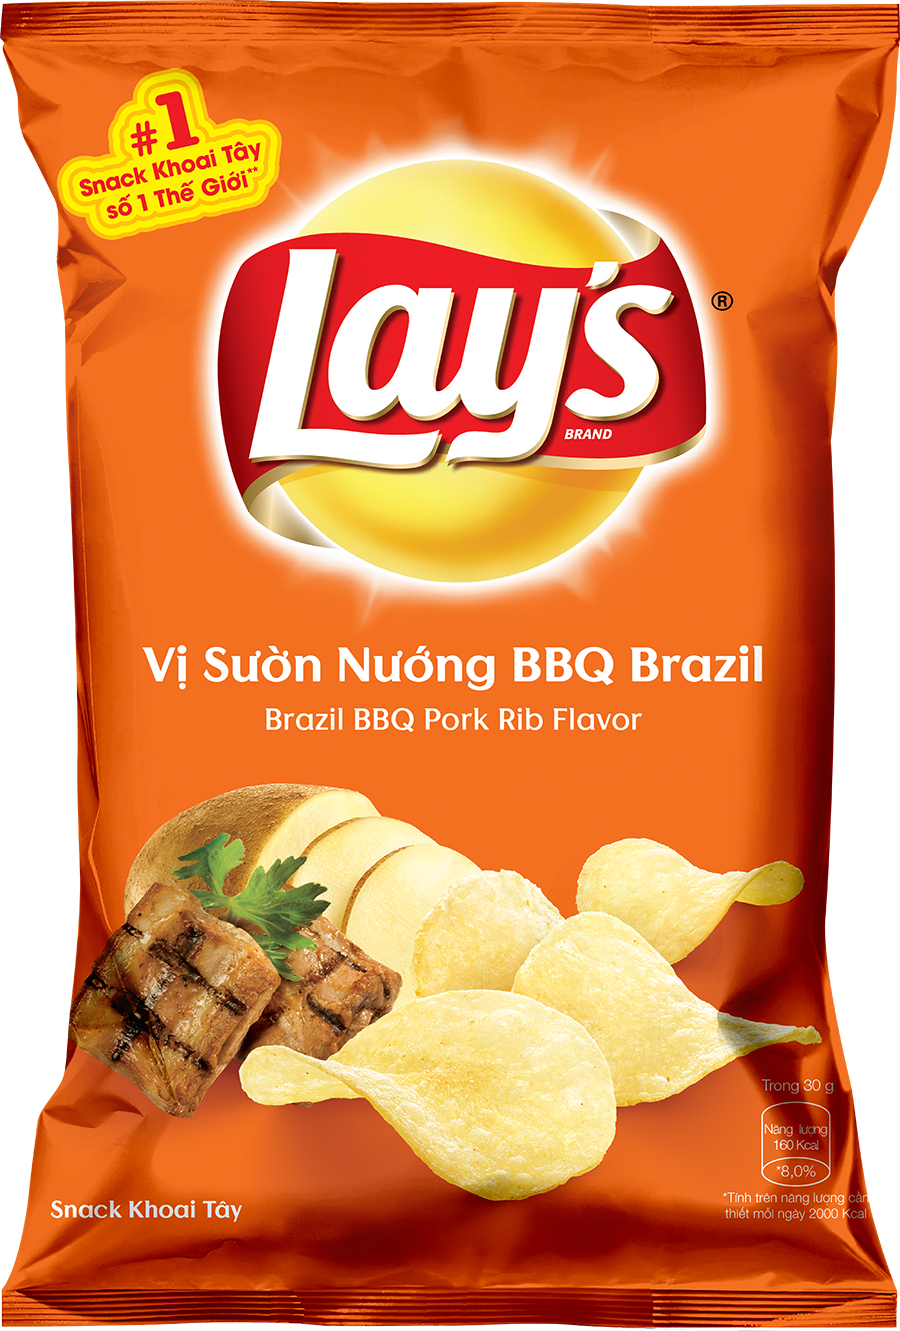 #1
Snack Khoai Tây
số 1 Thế Giới**
Lay's
®
BRAND
Vị Sườn Nướng BBQ Brazil
Brazil BBQ Pork Rib Flavor
Trong 30 g
Năng lượng
160 Kcal
*8,0%
*Tính trên năng lượng cần
thiết mỗi ngày 2000 Kcal
Snack Khoai Tây